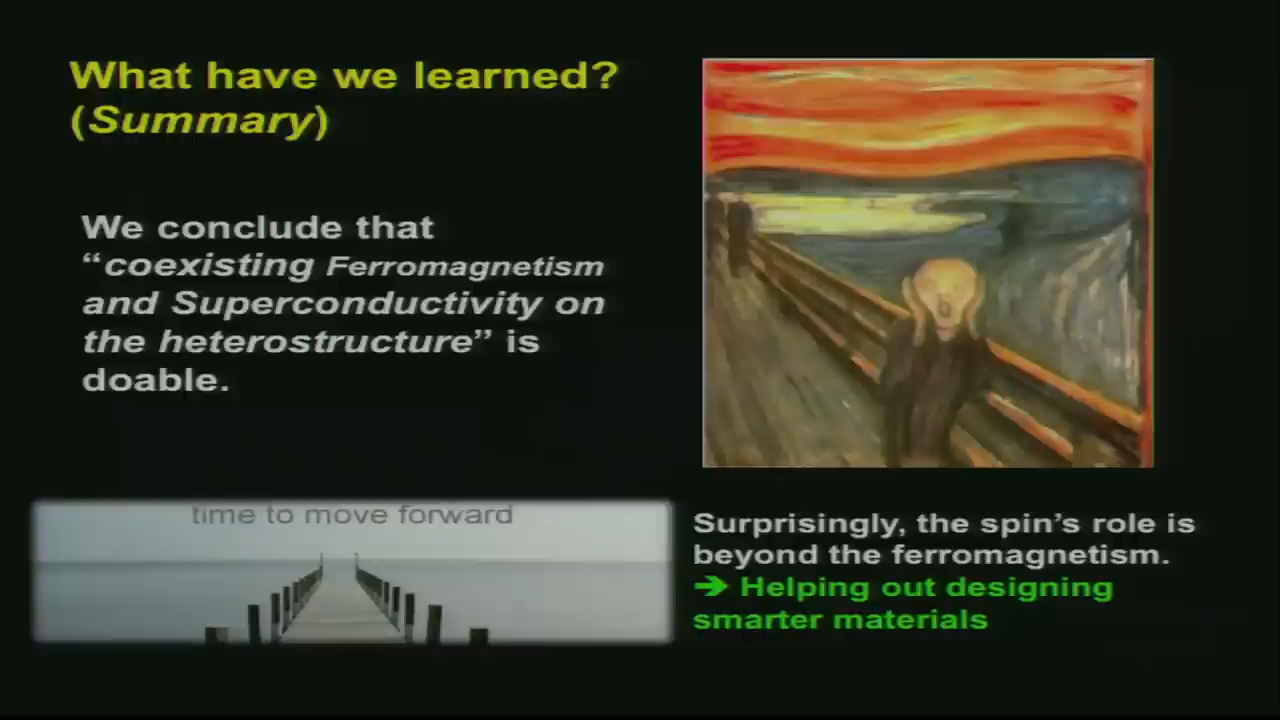 What have we learned?
(Summary)
We conclude that
“coexisting Ferromagnetism
and Superconductivity on
the heterostructure” is
doable.
time to move forward
Surprisingly, the spin’s role is
beyond the ferromagnetism.
➔ Helping out designing
smarter materials